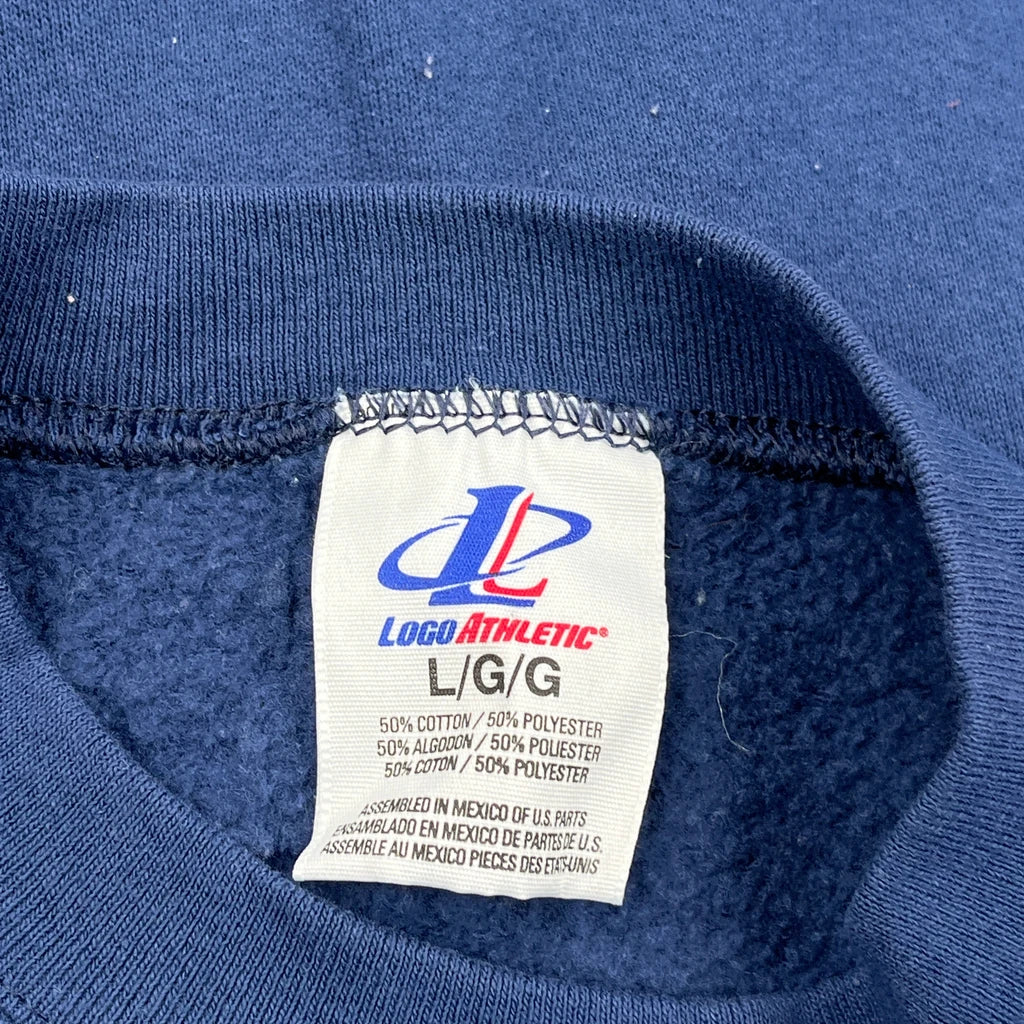 LOGO ATHLETIC®
L/G/G
50% COTTON / 50% POLYESTER
50% ALGODON / 50% POLIESTER
50% COTON / 50% POLYESTER
ASSEMBLED IN MEXICO OF U.S. PARTS
ENSAMBLADO EN MEXICO DE PARTES DE U.S.
ASSEMBLE AU MEXICO PIECES DES ETATS-UNIS